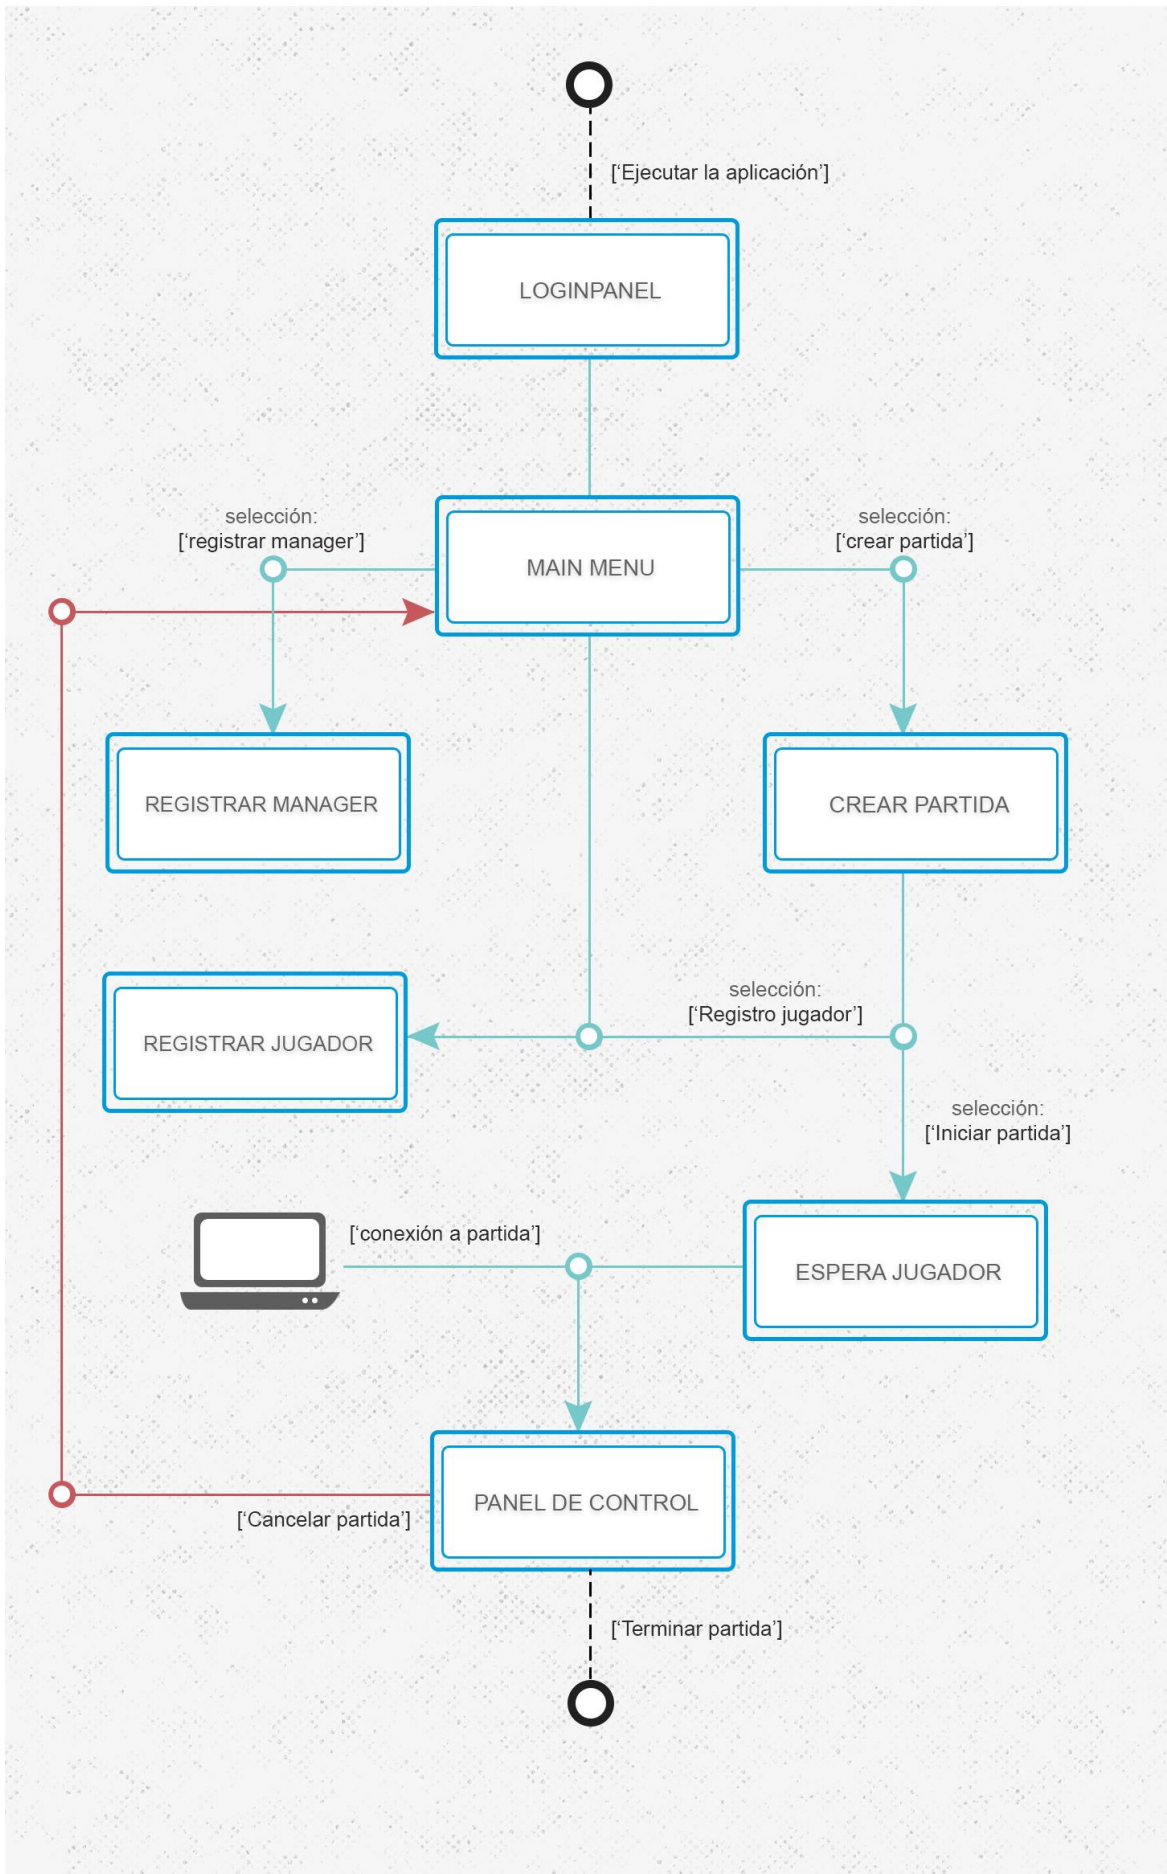 [‘Ejecutar la aplicación’]
LOGINPANEL
selección:
[‘registrar manager’]
MAIN MENU
selección:
[‘crear partida’]
REGISTRAR MANAGER
CREAR PARTIDA
selección:
[‘Registro jugador’]
REGISTRAR JUGADOR
selección:
[‘Iniciar partida’]
[‘conexión a partida’]
ESPERA JUGADOR
PANEL DE CONTROL
[‘Cancelar partida’]
[‘Terminar partida’]